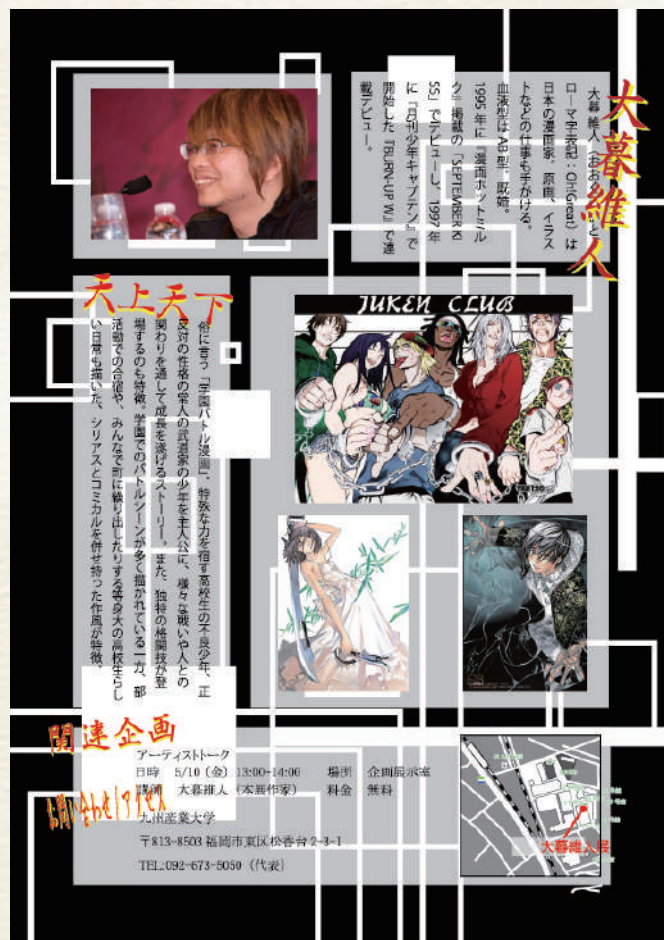 大暮維人
大暮 維人（おおぐ
ローマ字表記：Oh!Great）は
日本の漫画家。原画、イラス
トなどの仕事も手がける。
血液型はAB型。既婚。
1995年に『漫画ホットミル
ク』掲載の「SEPTEMBER KI
SS」でデビューし、1997年
に『月刊少年キャプテン』で
開始した『BURN-UP W』で連
載デビュー。
JUKEN CLUB
天上天下
俗に言う「学園バトル漫画」、特殊な力を宿す高校生の不良少年、正
反対の性格の常人の武道家の少年を主人公に、様々な戦いや人との
関わりを通して成長を遂げるストーリー。また、独特の格闘技が登
場するのも特徴。学園でのバトルシーンが多く描かれている一方、部
活動での合宿や、みんなで町に繰り出したりする等身大の高校生らし
い日常も描いた、シリアスとコミカルを併せ持った作風が特徴。
関連企画
アーティストトーク
日時 5/10（金）13:00-14:00 場所 企画展示室
講師 大暮維人（本展作家） 料金 無料
お問い合わせ/アクセス
九州産業大学
〒813-8503 福岡市東区松香台 2-3-1
TEL:092-673-5050（代表）
大暮維人展